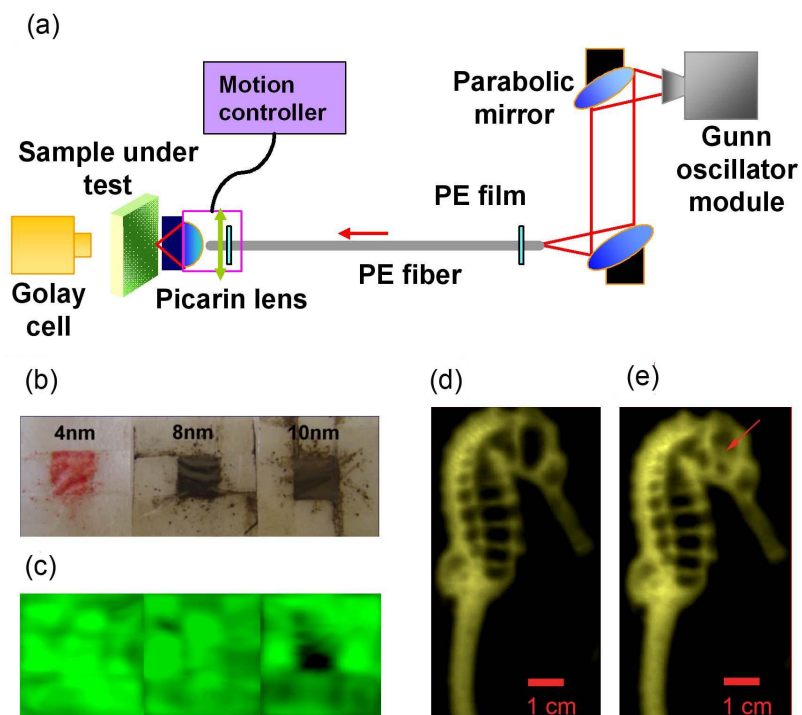 (a)
Motion
controller
Parabolic
mirror
Gunn
oscillator
module
Sample under
test
PE film
PE fiber
Golay
cell
Picarin lens
(b)
4nm
8nm
10nm
(c)
(d)
(e)
1 cm
1 cm